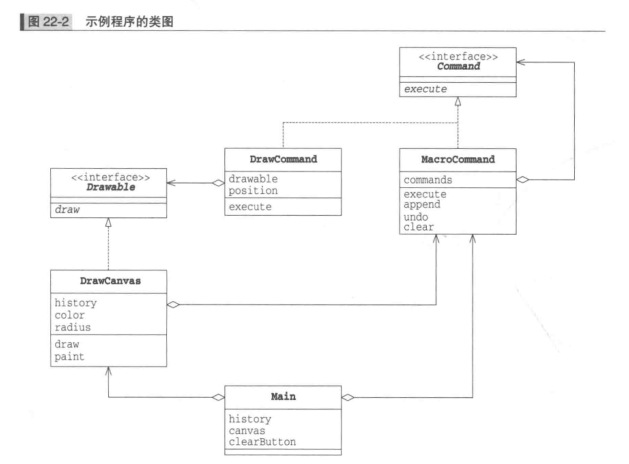 图 22-2 示例程序的类图
<<interface>>
Command
execute
DrawCommand
drawable
position
execute
MacroCommand
commands
execute
append
undo
clear
<<interface>>
Drawable
draw
DrawCanvas
history
color
radius
draw
paint
Main
history
canvas
clearButton